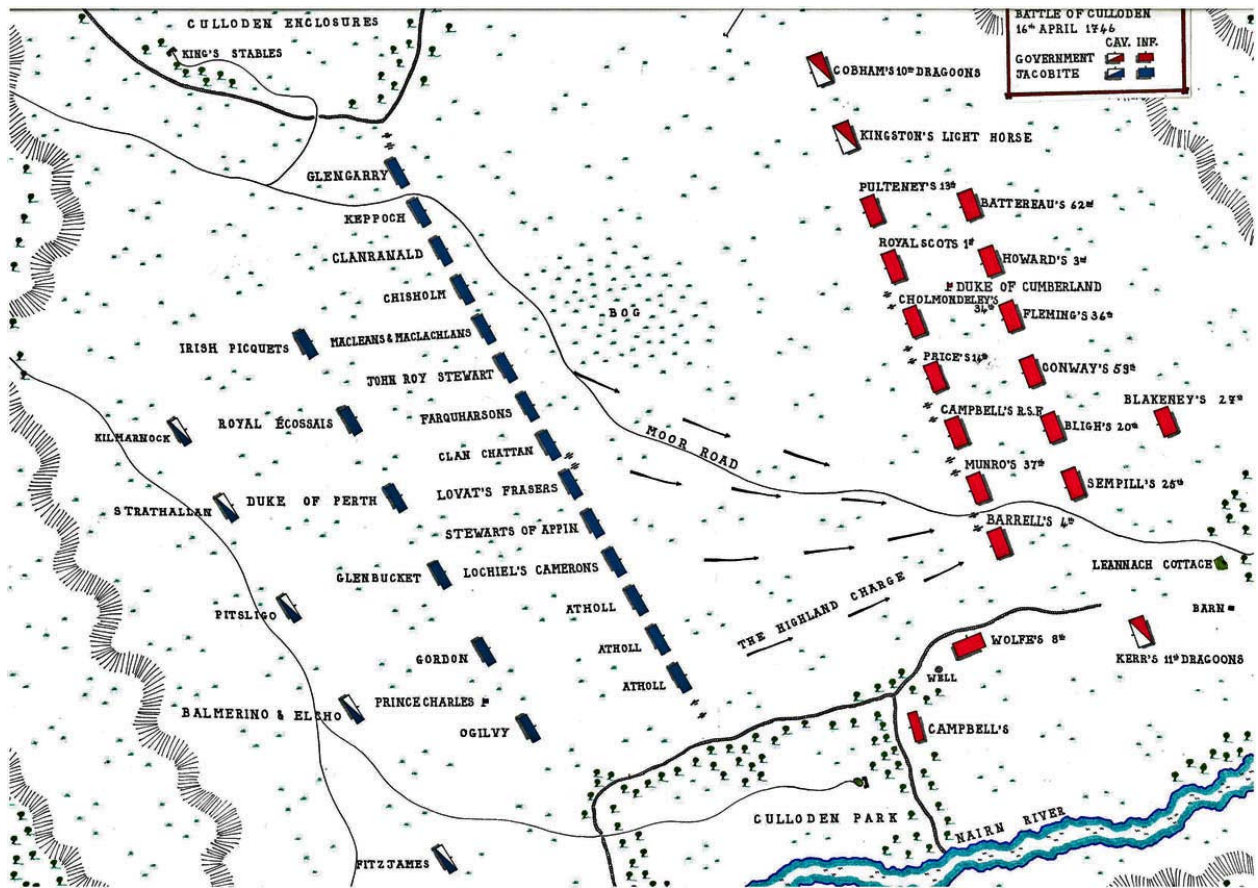 CULLODEN ENCLOSURES
KING'S STABLES
BATTLE OF CULLODEN
16th APRIL 1746
CAV. INF.
GOVERNMENT
JACOBITE
COBHAM'S 10th DRAGOONS
KINGSTON'S LIGHT HORSE
GLENGARRY
KEPPOCH
CLANRANALD
CHISHOLM
MACLEANS & MACLACHLANS
JOHN ROY STEWART
FARQUHARSONS
CLAN CHATTAN
LOVAT'S FRASERS
STEWARTS OF APPIN
LOCHIEL'S CAMERONS
ATHOLL
ATHOLL
ATHOLL
IRISH PICQUETS
ROYAL ÉCOSSAIS
DUKE OF PERTH
GLENBUCKET
GORDON
PRINCE CHARLES
OGILVY
KILMARNOCK
STRATHALLAN
PITSLIGO
BALMERINO & ELCHO
FITZJAMES
BOG
MOOR ROAD
THE HIGHLAND CHARGE
PULTENEY'S 13th
ROYAL SCOTS 1st
CHOLMONDELEY'S
34th
PRICE'S 14th
CAMPBELL'S R.S.F.
MUNRO'S 37th
BARRELL'S 4th
BATTEREAU'S 62nd
HOWARD'S 3rd
DUKE OF CUMBERLAND
FLEMING'S 36th
CONWAY'S 59th
BLIGH'S 20th
SEMPILL'S 25th
BLAKENEY'S 27th
LEANNACH COTTAGE
BARN
WOLFE'S 8th
KERR'S 11th DRAGOONS
WELL
CAMPBELL'S
CULLODEN PARK
NAIRN RIVER